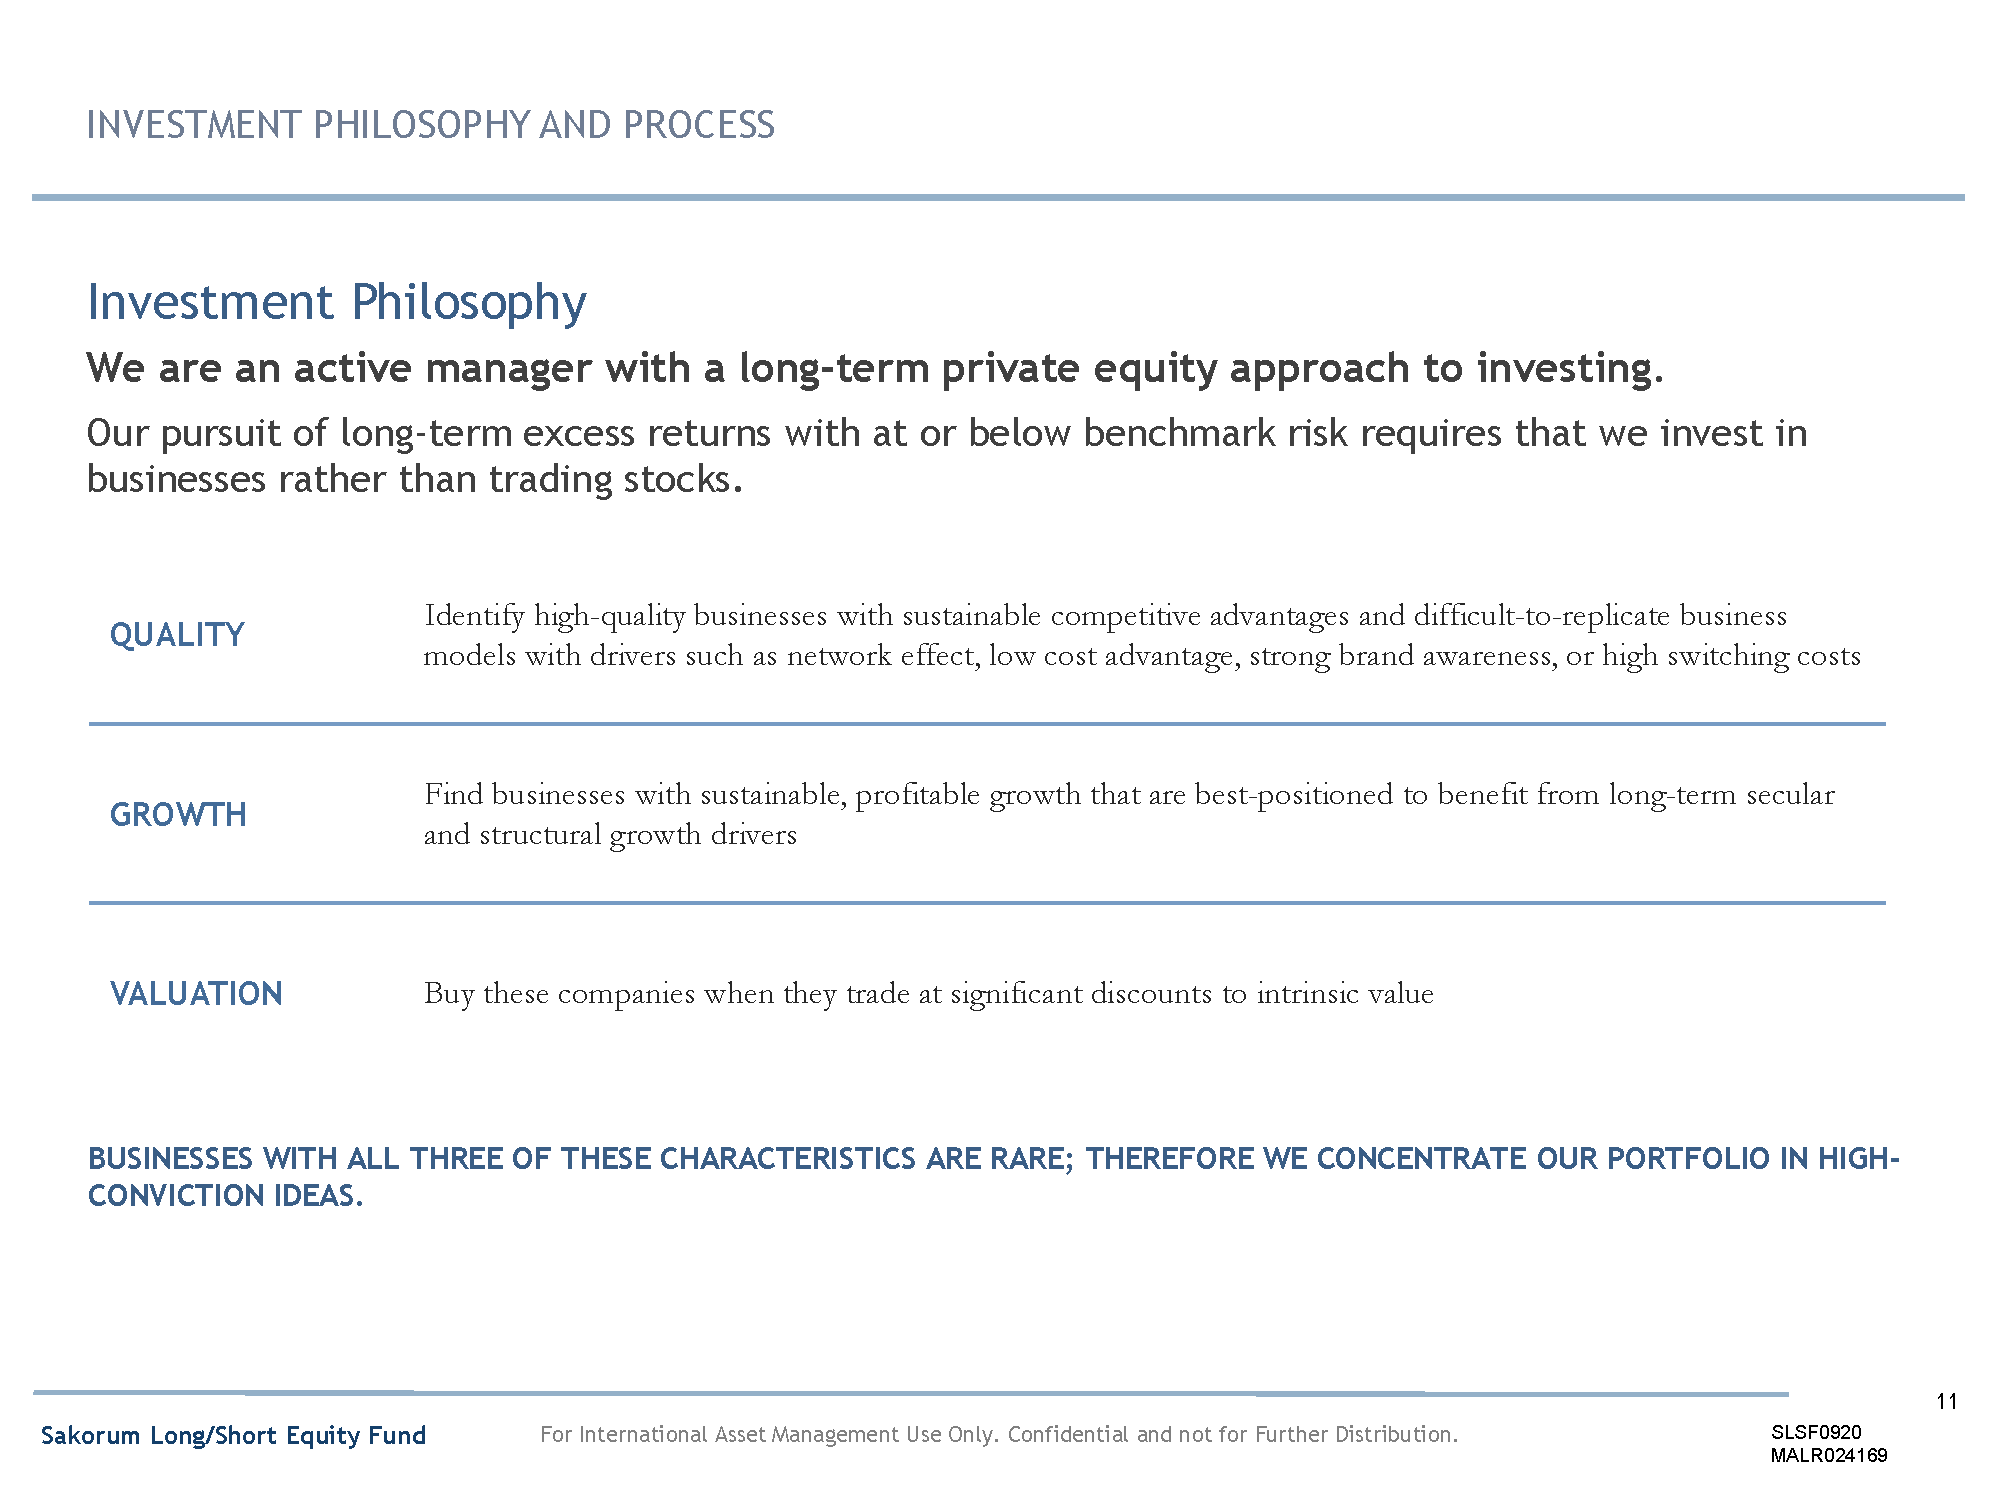 INVESTMENT PHILOSOPHY AND PROCESS
Investment Philosophy
We are an active manager with a long-term private equity approach to investing.
Our pursuit of long-term excess returns with at or below benchmark risk requires that we invest in
businesses rather than trading stocks.
QUALITY
Identify high-quality businesses with sustainable competitive advantages and difficult-to-replicate business
models with drivers such as network effect, low cost advantage, strong brand awareness, or high switching costs
GROWTH
Find businesses with sustainable, profitable growth that are best-positioned to benefit from long-term secular
and structural growth drivers
VALUATION
Buy these companies when they trade at significant discounts to intrinsic value
BUSINESSES WITH ALL THREE OF THESE CHARACTERISTICS ARE RARE; THEREFORE WE CONCENTRATE OUR PORTFOLIO IN HIGH-
CONVICTION IDEAS.
11
Sakorum Long/Short Equity Fund
For International Asset Management Use Only. Confidential and not for Further Distribution.
SLSF0920
MALR024169